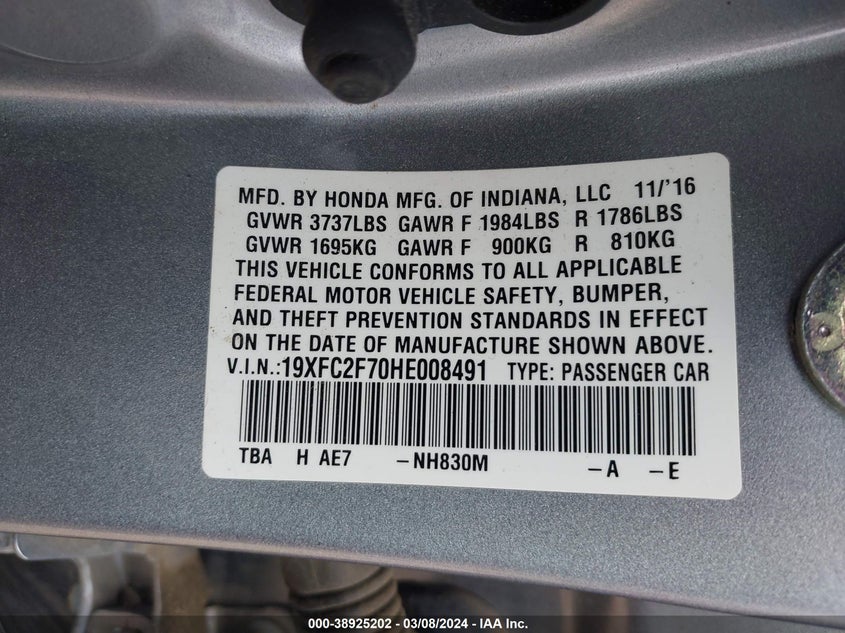 MFD. BY HONDA MFG. OF INDIANA, LLC 11/'16
GVWR 3737LBS GAWR F 1984LBS R 1786LBS
GVWR 1695KG GAWR F 900KG R 810KG
THIS VEHICLE CONFORMS TO ALL APPLICABLE
FEDERAL MOTOR VEHICLE SAFETY, BUMPER,
AND THEFT PREVENTION STANDARDS IN EFFECT
ON THE DATE OF MANUFACTURE SHOWN ABOVE.
V.I.N.:19XFC2F70HE008491 TYPE: PASSENGER CAR
TBA H AE7 –NH830M –A –E
000-38925202 - 03/08/2024 - IAA Inc.